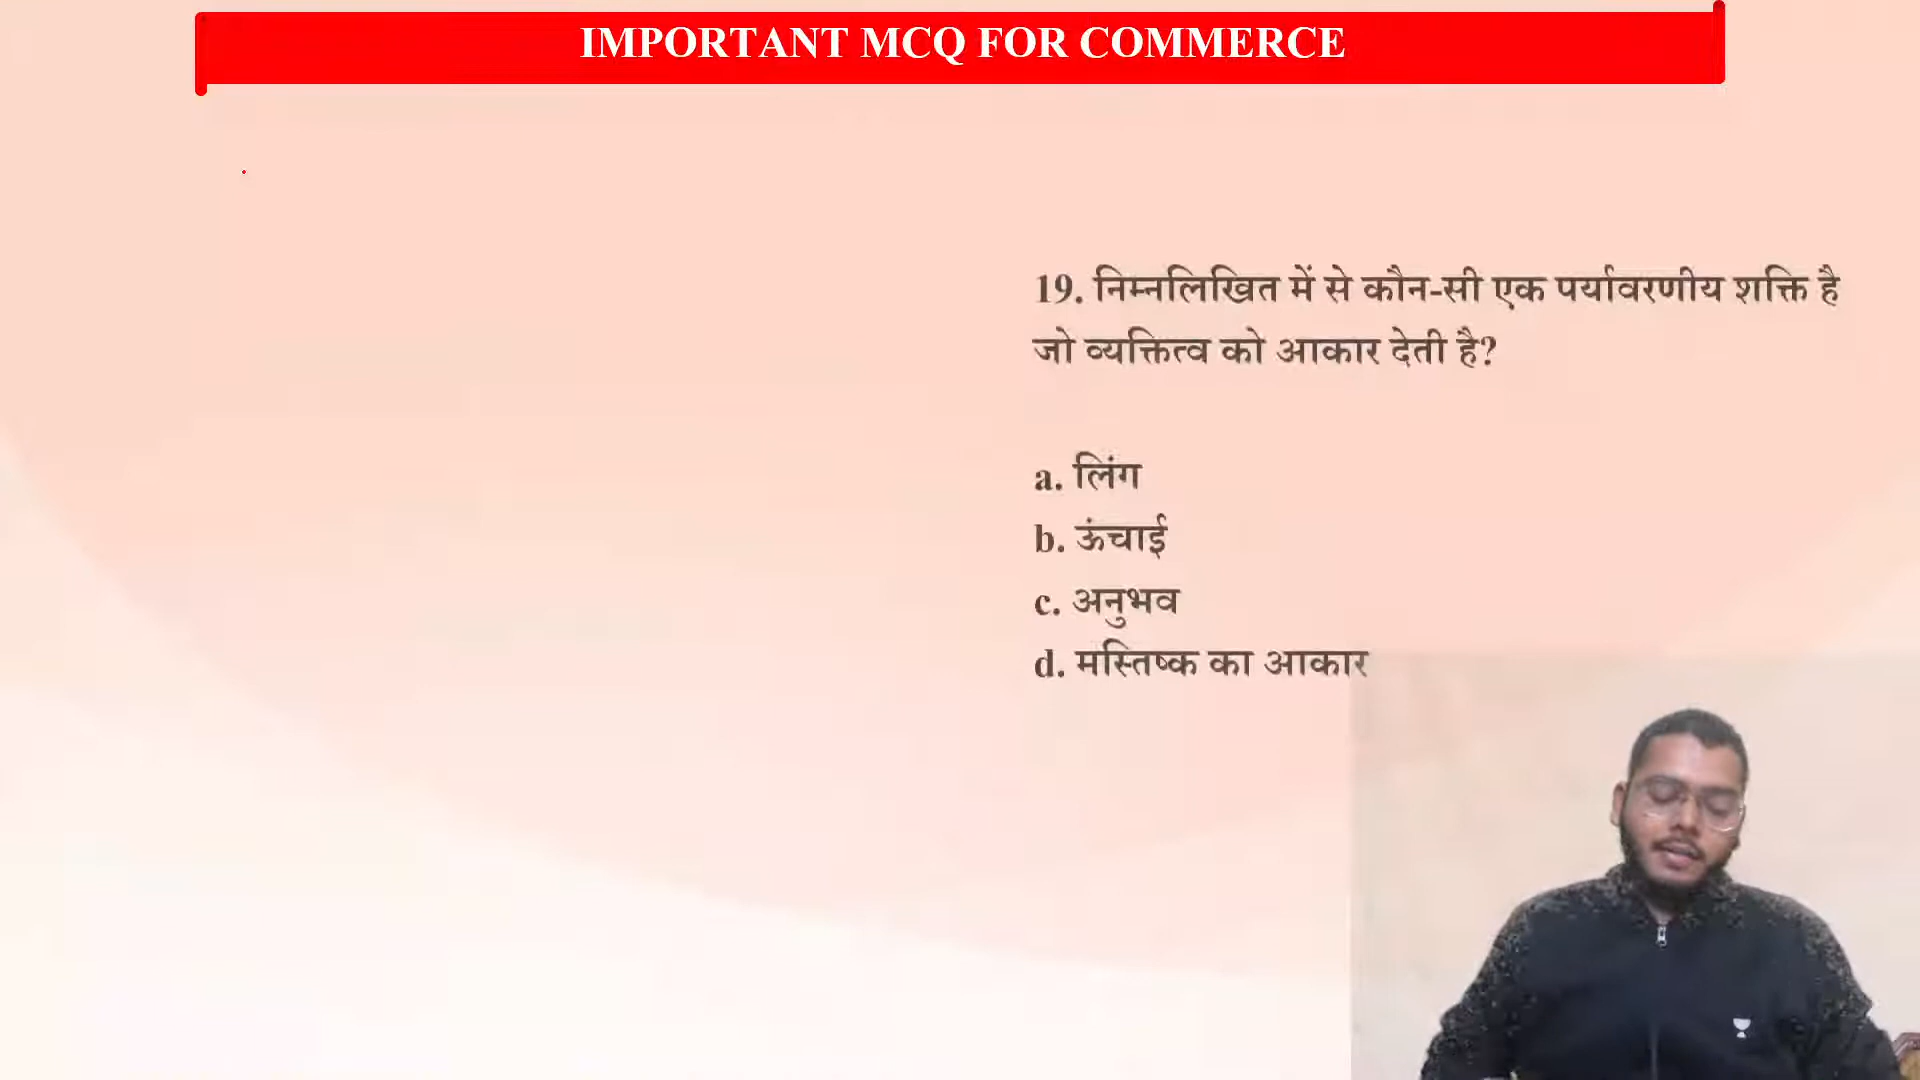 IMPORTANT MCQ FOR COMMERCE
19. निम्नलिखित में से कौन-सी एक पर्यावरणीय शक्ति है
जो व्यक्तित्व को आकार देती है?
a. लिंग
b. ऊंचाई
c. अनुभव
d. मस्तिष्क का आकार